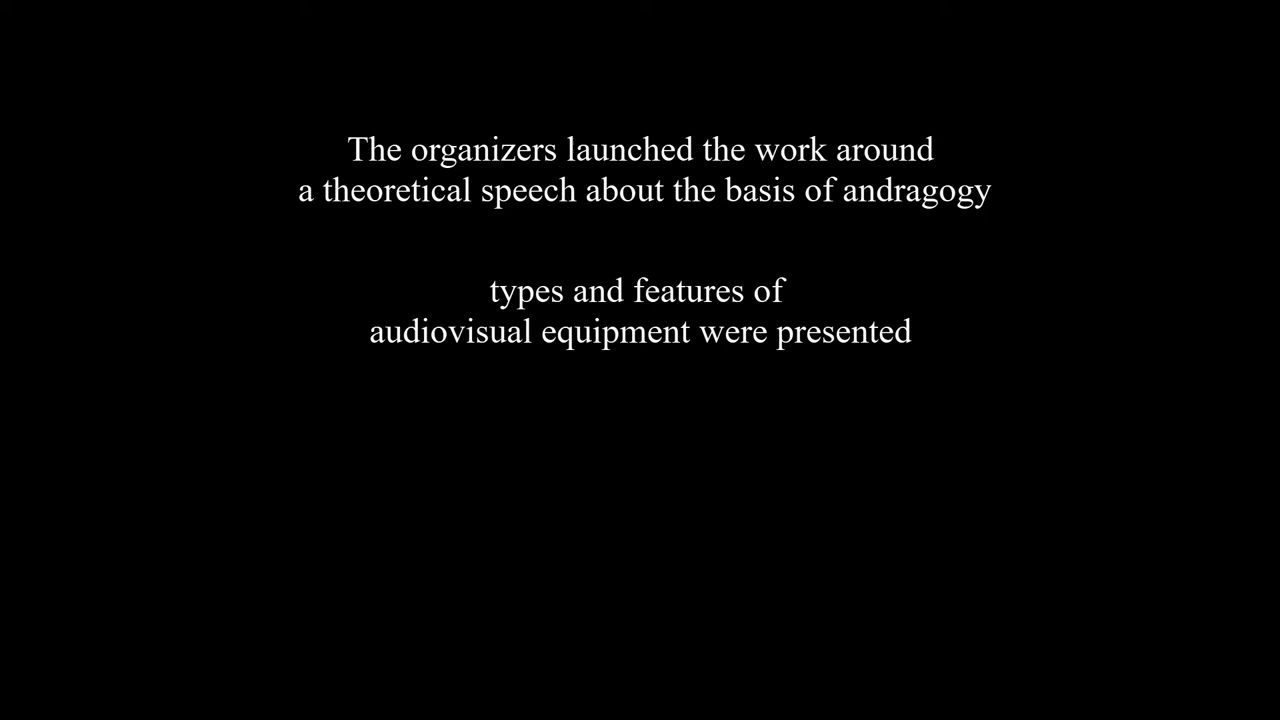 The organizers launched the work around
a theoretical speech about the basis of andragogy
types and features of
audiovisual equipment were presented